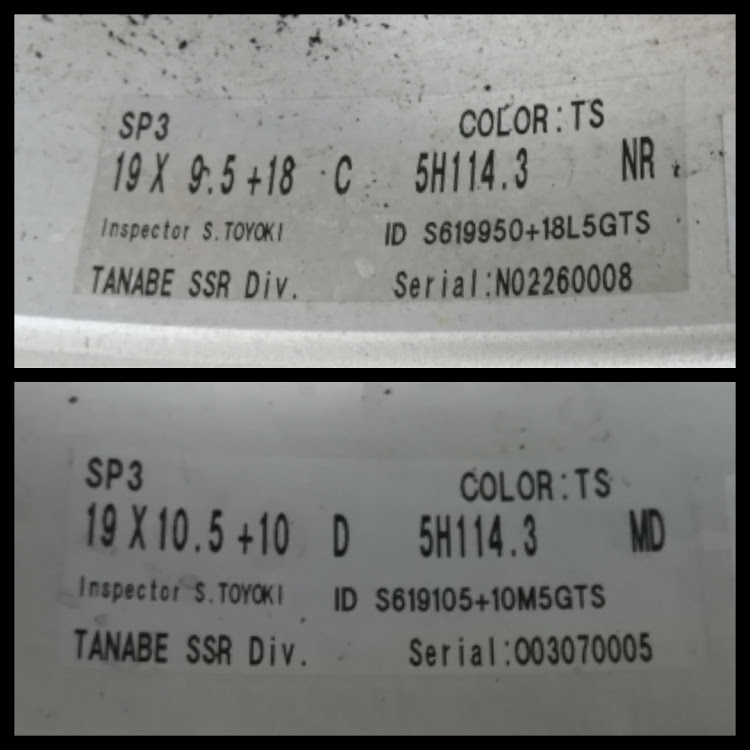 SP3 COLOR:TS
19 X 9.5 +18 C 5H114.3 NR
Inspector S.TOYOKI ID S619950+18L5GTS
TANABE SSR Div. Serial:N02260008
SP3 COLOR:TS
19 X 10.5 +10 D 5H114.3 MD
Inspector S.TOYOKI ID S619105+10M5GTS
TANABE SSR Div. Serial:O03070005